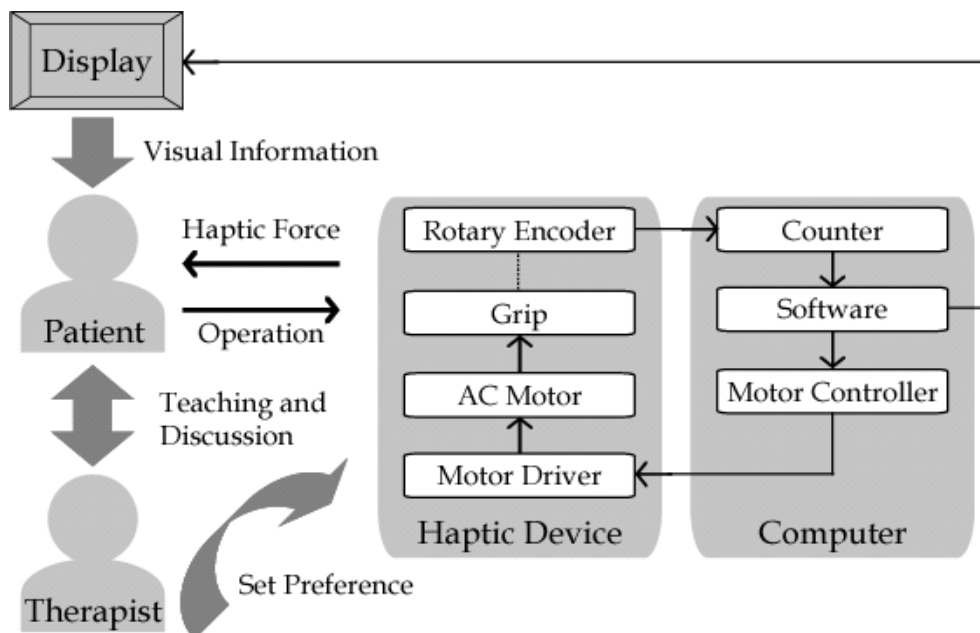 Display
Visual Information
Haptic Force
Operation
Patient
Teaching and
Discussion
Therapist
Set Preference
Rotary Encoder
Grip
AC Motor
Motor Driver
Haptic Device
Counter
Software
Motor Controller
Computer